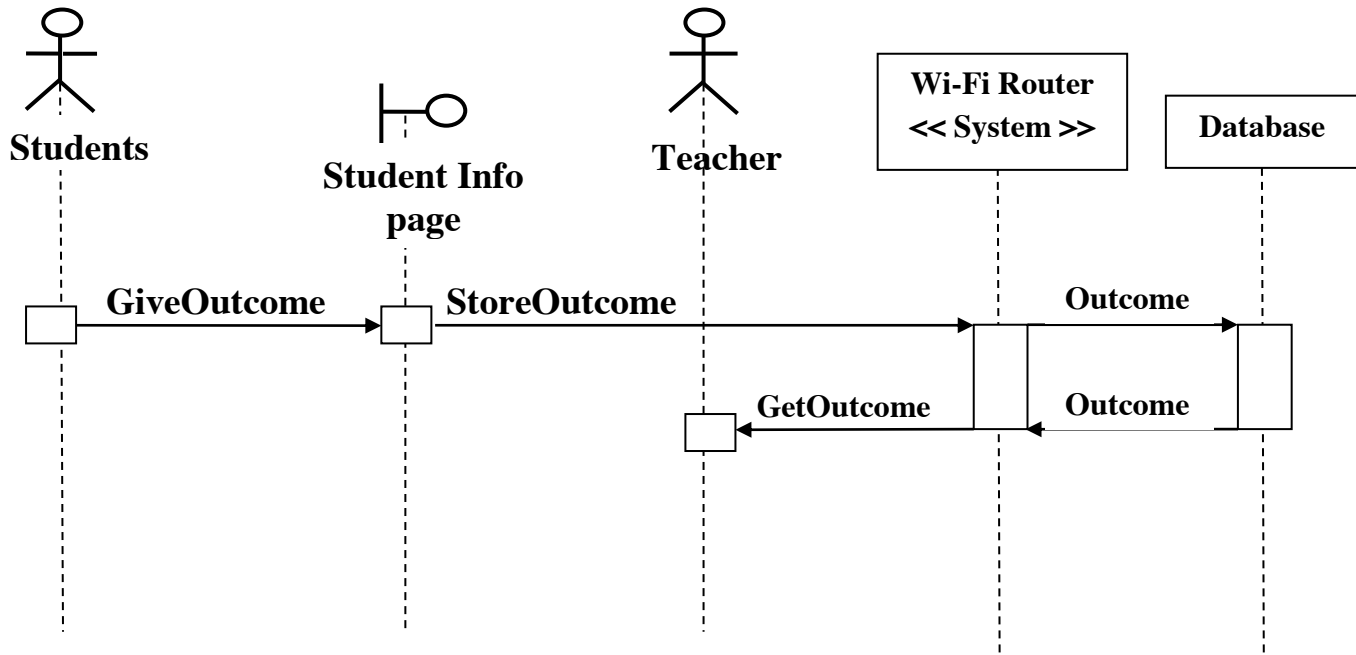 Students
Student Info
page
Teacher
Wi-Fi Router
<< System >>
Database
GiveOutcome
StoreOutcome
Outcome
GetOutcome
Outcome